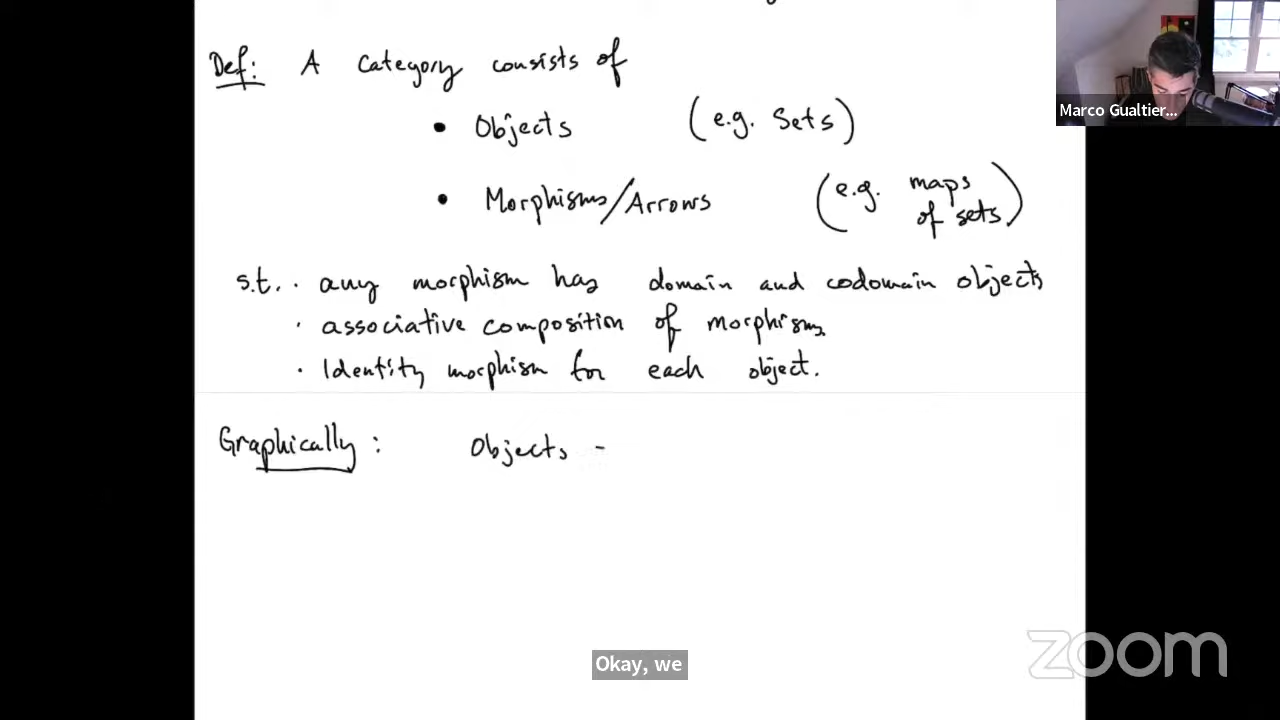 Def: A Category consists of
• Objects (e.g. Sets)
• Morphisms/Arrows (e.g. maps of sets)
s.t. · any morphism has domain and codomain objects
· associative composition of morphisms
· Identity morphism for each object.
Graphically: Objects -
Marco Gualtier...
Okay, we
zoom